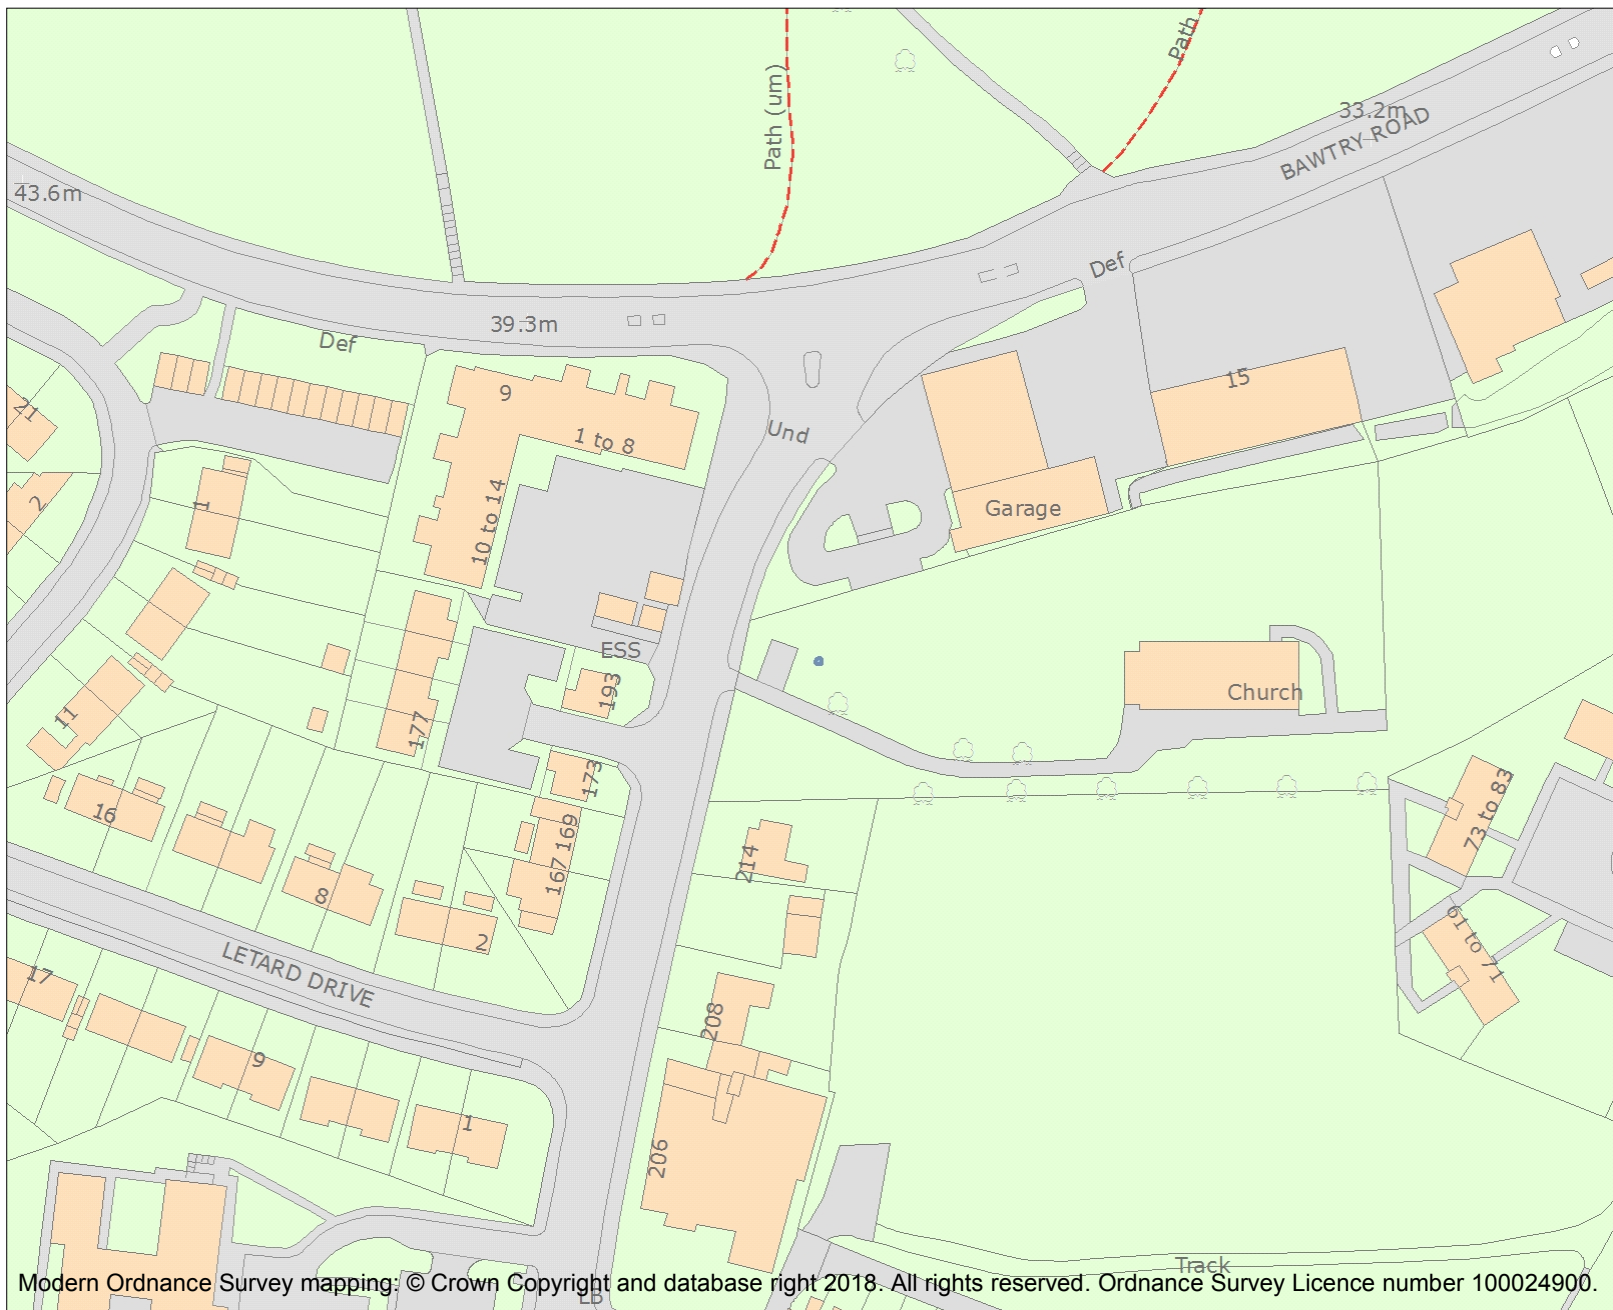 Path
Path (um)
33.2m
BAWTRY ROAD
43.6m
Def
39.3m
Def
15
9
1 to 8
Und
21
2
1
10 to 14
Garage
ESS
193
Church
11
177
173
73 to 83
16
169
167
214
8
2
61 to 71
LETARD DRIVE
17
208
9
1
206
Track
Modern Ordnance Survey mapping: © Crown Copyright and database right 2018. All rights reserved. Ordnance Survey Licence number 100024900.
LB